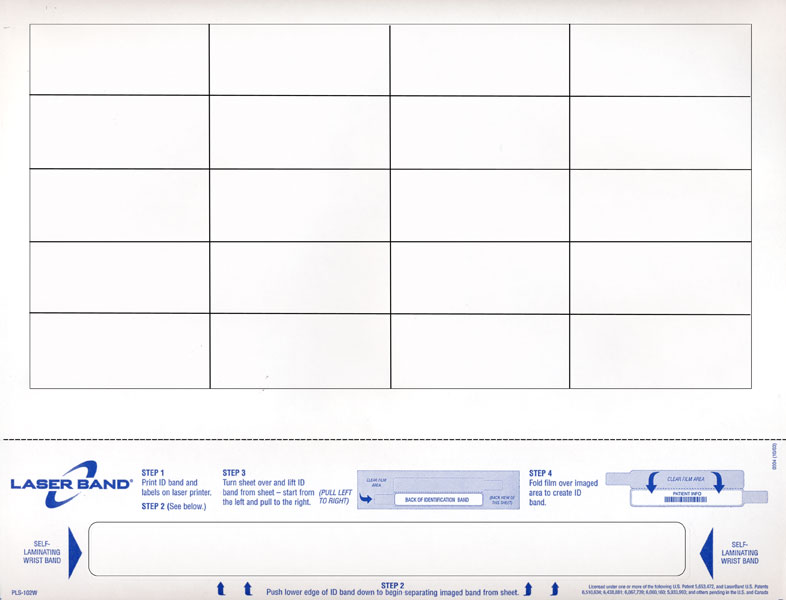 LASER BAND®
STEP 1
Print ID band and
labels on laser printer.
STEP 2 (See below.)
STEP 3
Turn sheet over and lift ID
band from sheet – start from
the left and pull to the right.
(PULL LEFT
TO RIGHT)
CLEAR FILM
AREA
BACK OF IDENTIFICATION BAND
(BACK VIEW OF
THIS SHEET)
STEP 4
Fold film over imaged
area to create ID
band.
CLEAR FILM AREA
PATIENT INFO
SELF-
LAMINATING
WRIST BAND
SELF-
LAMINATING
WRIST BAND
STEP 2
Push lower edge of ID band down to begin separating imaged band from sheet.
PLS-102W
Licensed under one or more of the following U.S. Patent 5,653,472, and LaserBand U.S. Patents
6,510,634; 6,438,881; 6,067,739; 6,000,160; 5,933,993; and others pending in the U.S. and Canada